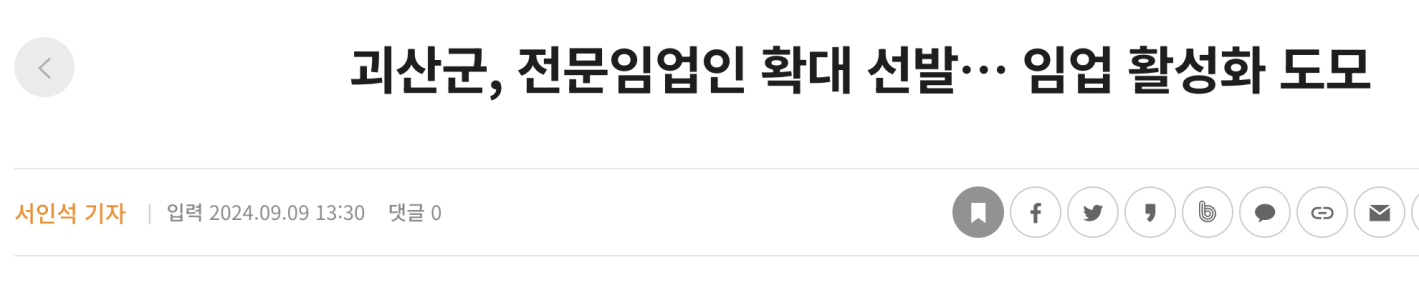 괴산군, 전문임업인 확대 선발… 임업 활성화 도모
서인석 기자 | 입력 2024.09.09 13:30 댓글 0